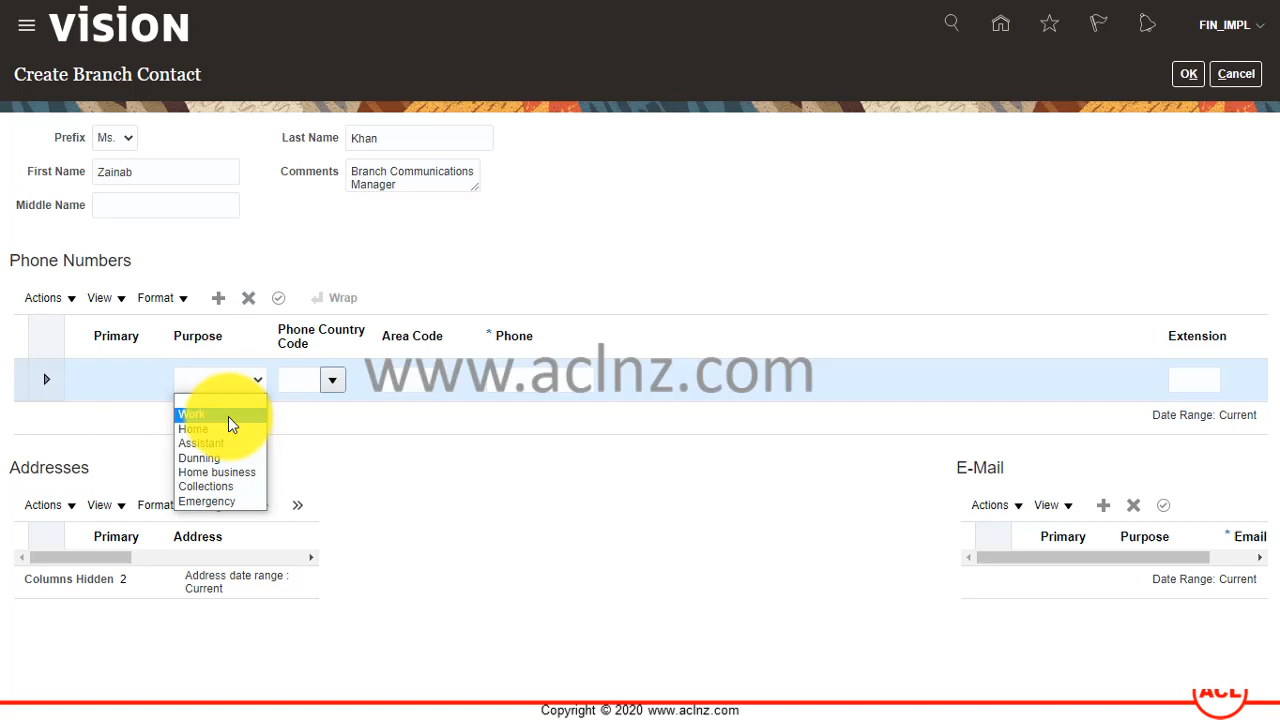 vision
FIN_IMPL
Create Branch Contact
OK
Cancel
Prefix
Ms.
Last Name
Khan
First Name
Zainab
Comments
Branch Communications
Manager
Middle Name
Phone Numbers
Actions
View
Format
Wrap
Primary
Purpose
Phone Country
Code
Area Code
* Phone
Extension
www.aclnz.com
Work
Home
Assistant
Dunning
Home business
Collections
Emergency
Date Range: Current
Addresses
E-Mail
Actions
View
Format
Actions
View
Primary
Address
Primary
Purpose
* Email
Columns Hidden 2
Address date range :
Current
Date Range: Current
ACL
Copyright © 2020 www.aclnz.com